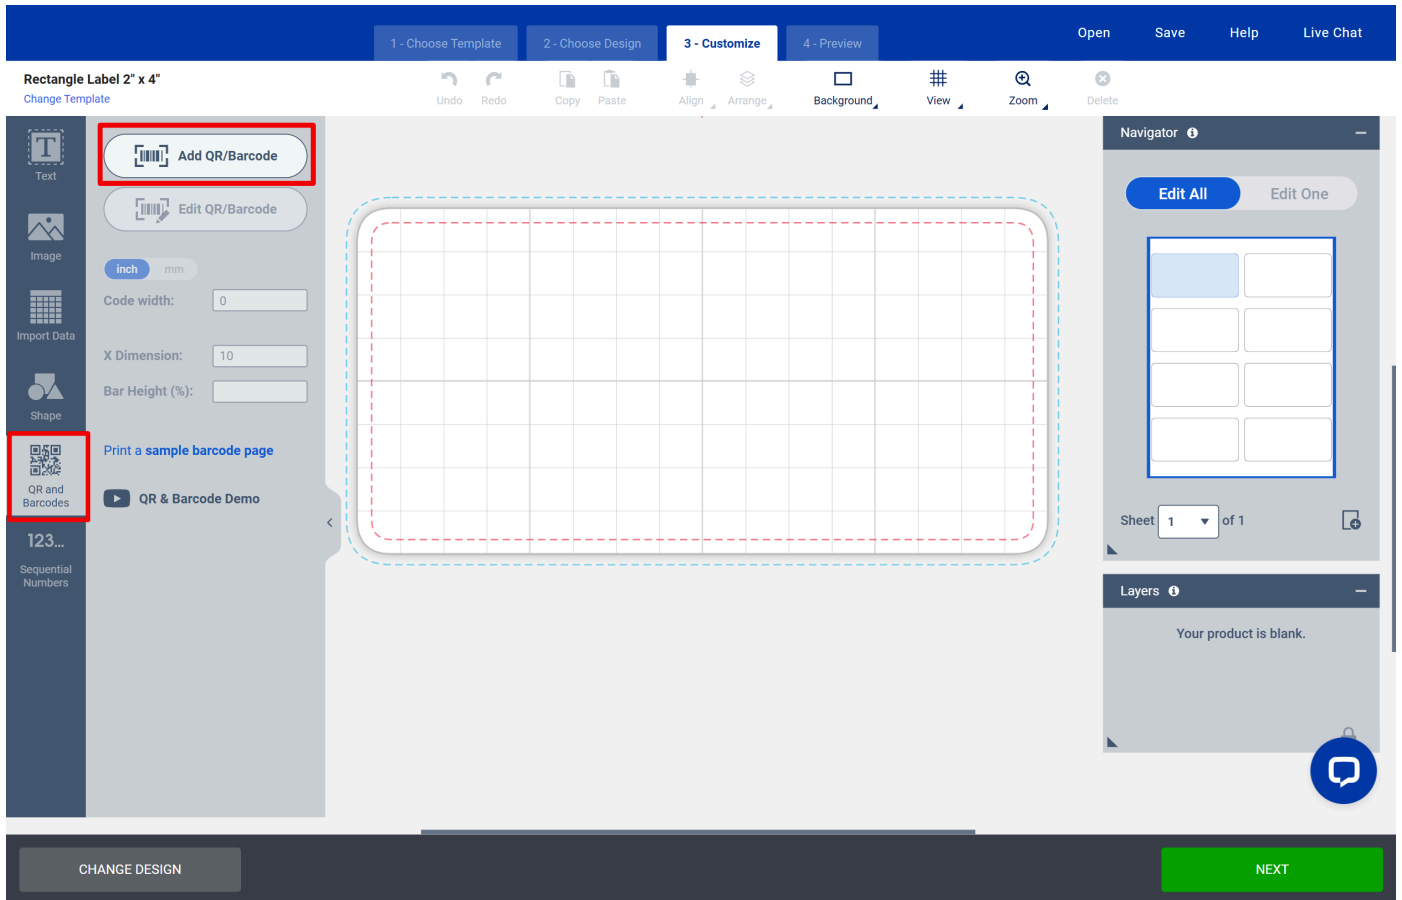 1 - Choose Template
2 - Choose Design
3 - Customize
4 - Preview
Open
Save
Help
Live Chat
Rectangle Label 2" x 4"
Change Template
Undo
Redo
Copy
Paste
Align
Arrange
Background
View
Zoom
Delete
Text
Image
Import Data
Shape
QR and
Barcodes
123...
Sequential
Numbers
Add QR/Barcode
Edit QR/Barcode
inch
mm
Code width:
0
X Dimension:
10
Bar Height (%):
Print a sample barcode page
QR & Barcode Demo
Navigator
Edit All
Edit One
Sheet 1 of 1
Layers
Your product is blank.
CHANGE DESIGN
NEXT